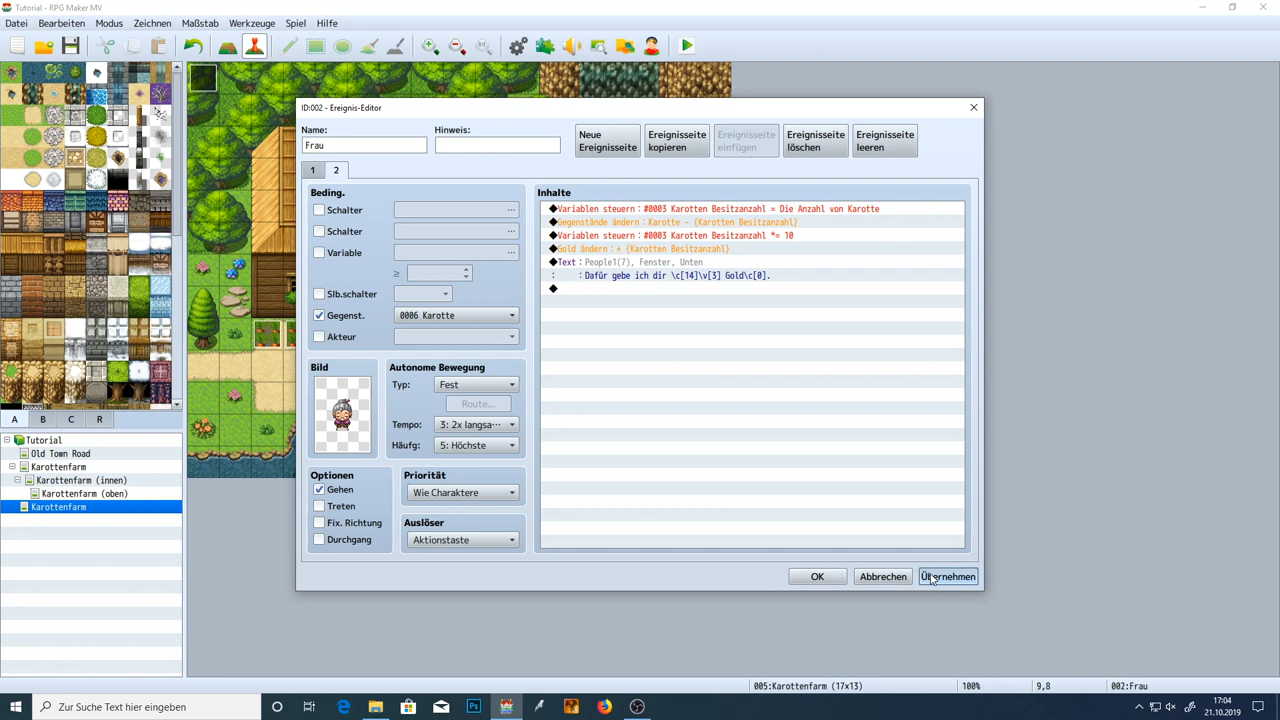 Tutorial - RPG Maker MV
Datei Bearbeiten Modus Zeichnen Maßstab Werkzeuge Spiel Hilfe
1:1
ID:002 - Ereignis-Editor
Name:
Frau
Hinweis:
Neue Ereignisseite
Ereignisseite kopieren
Ereignisseite einfügen
Ereignisseite löschen
Ereignisseite leeren
1 2
Beding.
Schalter ...
Schalter ...
Variable ...
≥
Slb.schalter
Gegenst. 0006 Karotte
Akteur
Bild
Autonome Bewegung
Typ: Fest
Route...
Tempo: 3: 2x langsa···
Häufg: 5: Höchste
Optionen
Gehen
Treten
Fix. Richtung
Durchgang
Priorität
Wie Charaktere
Auslöser
Aktionstaste
Inhalte
◆Variablen steuern：#0003 Karotten Besitzanzahl = Die Anzahl von Karotte
◆Gegenstände ändern：Karotte - {Karotten Besitzanzahl}
◆Variablen steuern：#0003 Karotten Besitzanzahl *= 10
◆Gold ändern：+ {Karotten Besitzanzahl}
◆Text：People1(7), Fenster, Unten
：　　：Dafür gebe ich dir \c[14]\v[3] Gold\c[0].
◆
OK Abbrechen Übernehmen
A B C R
Tutorial
Old Town Road
Karottenfarm
Karottenfarm (innen)
Karottenfarm (oben)
Karottenfarm
005:Karottenfarm (17×13) 100% 9,8 002:Frau
Zur Suche Text hier eingeben
Ps
17:04
21.10.2019